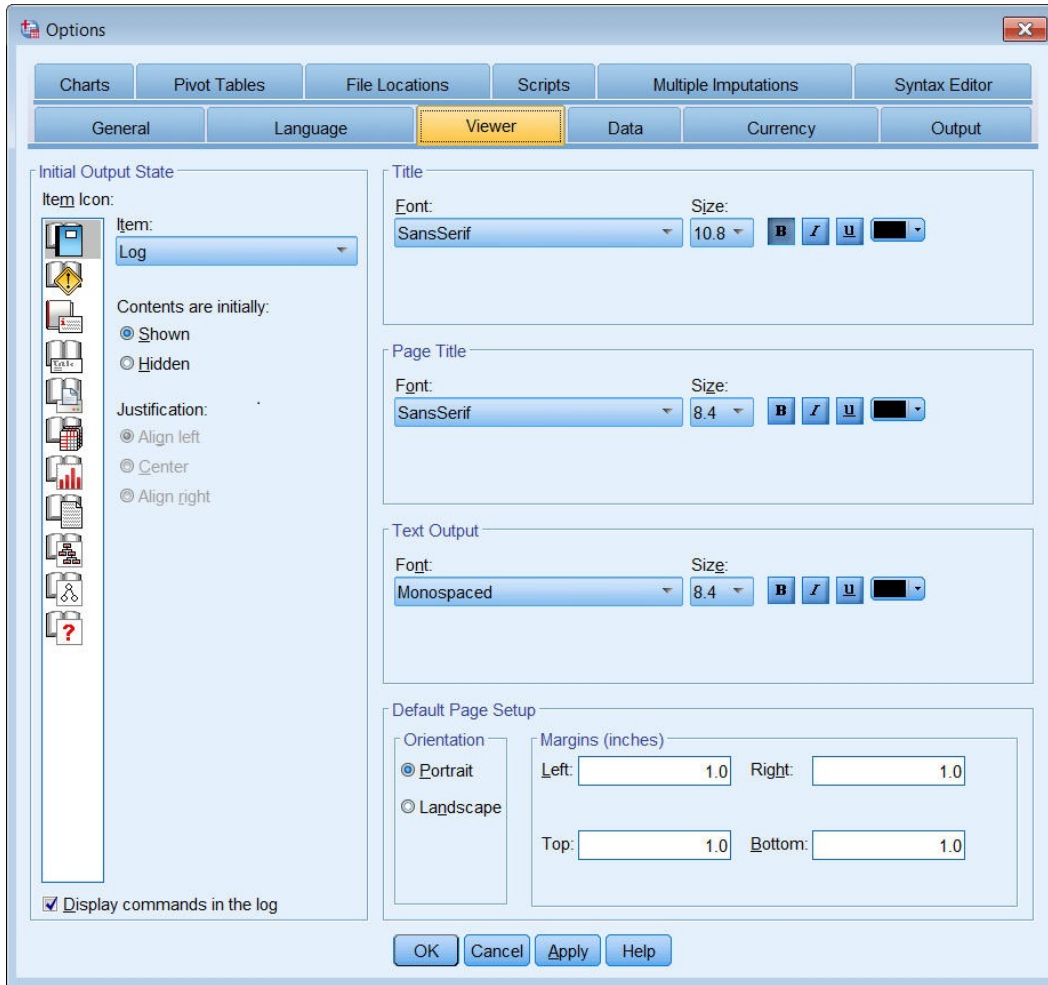 Options
Charts
Pivot Tables
File Locations
Scripts
Multiple Imputations
Syntax Editor
General
Language
Viewer
Data
Currency
Output
Initial Output State
Item Icon:
Item:
Log
Contents are initially:
Shown
Hidden
Justification:
Align left
Center
Align right
Display commands in the log
Title
Font:
Size:
SansSerif
10.8
B
I
U
Page Title
Font:
Size:
SansSerif
8.4
B
I
U
Text Output
Font:
Size:
Monospaced
8.4
B
I
U
Default Page Setup
Orientation
Portrait
Landscape
Margins (inches)
Left: 1.0 Right: 1.0
Top: 1.0 Bottom: 1.0
OK
Cancel
Apply
Help